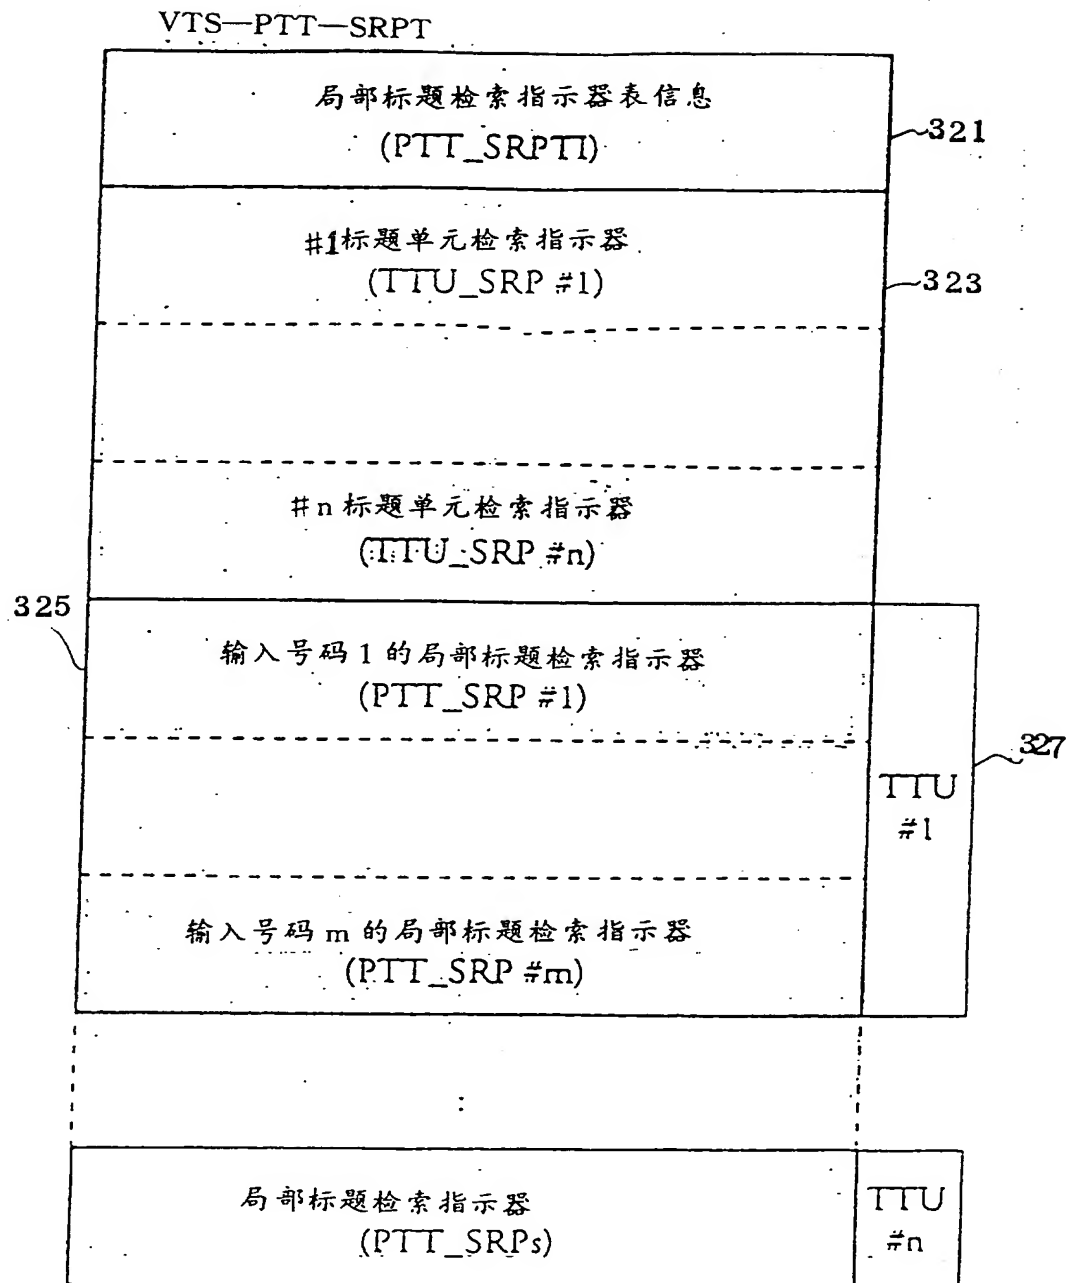 VTS—PTT—SRPT
局部标题检索指示器表信息
(PTT_SRPTI)
321
#1标题单元检索指示器
(TTU_SRP #1)
323
#n标题单元检索指示器
(TTU_SRP #n)
325
输入号码1的局部标题检索指示器
(PTT_SRP #1)
327
TTU
#1
输入号码m的局部标题检索指示器
(PTT_SRP #m)
局部标题检索指示器
(PTT_SRPs)
TTU
#n